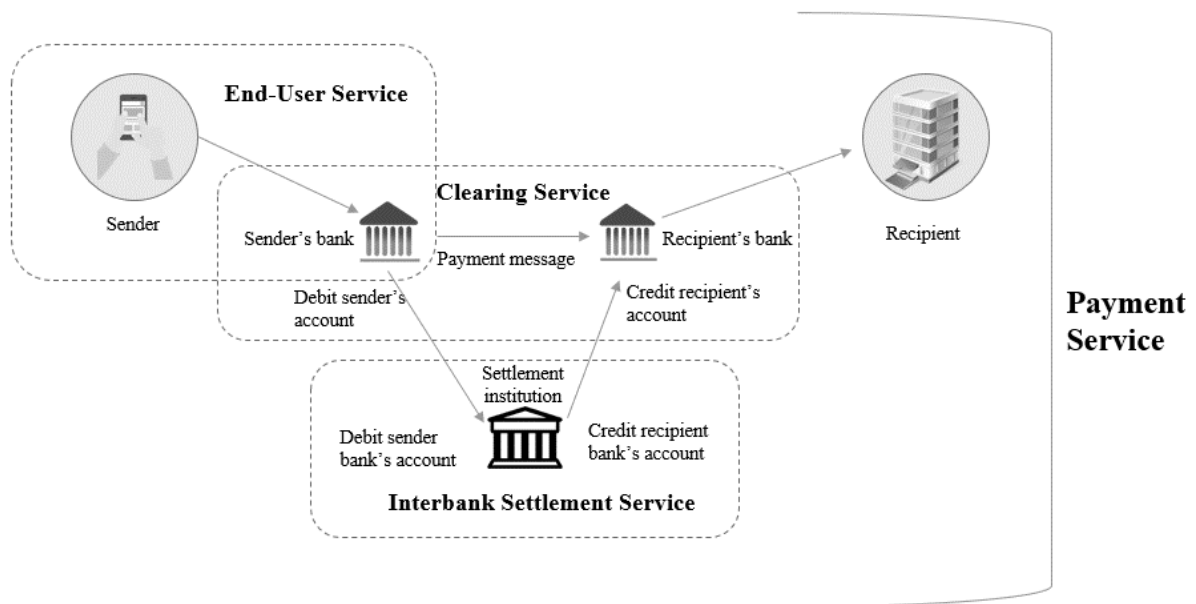 End-User Service
Sender
Clearing Service
Sender's bank
Payment message
Recipient's bank
Recipient
Debit sender's
account
Credit recipient's
account
Payment
Service
Settlement
institution
Debit sender
bank's account
Credit recipient
bank's account
Interbank Settlement Service